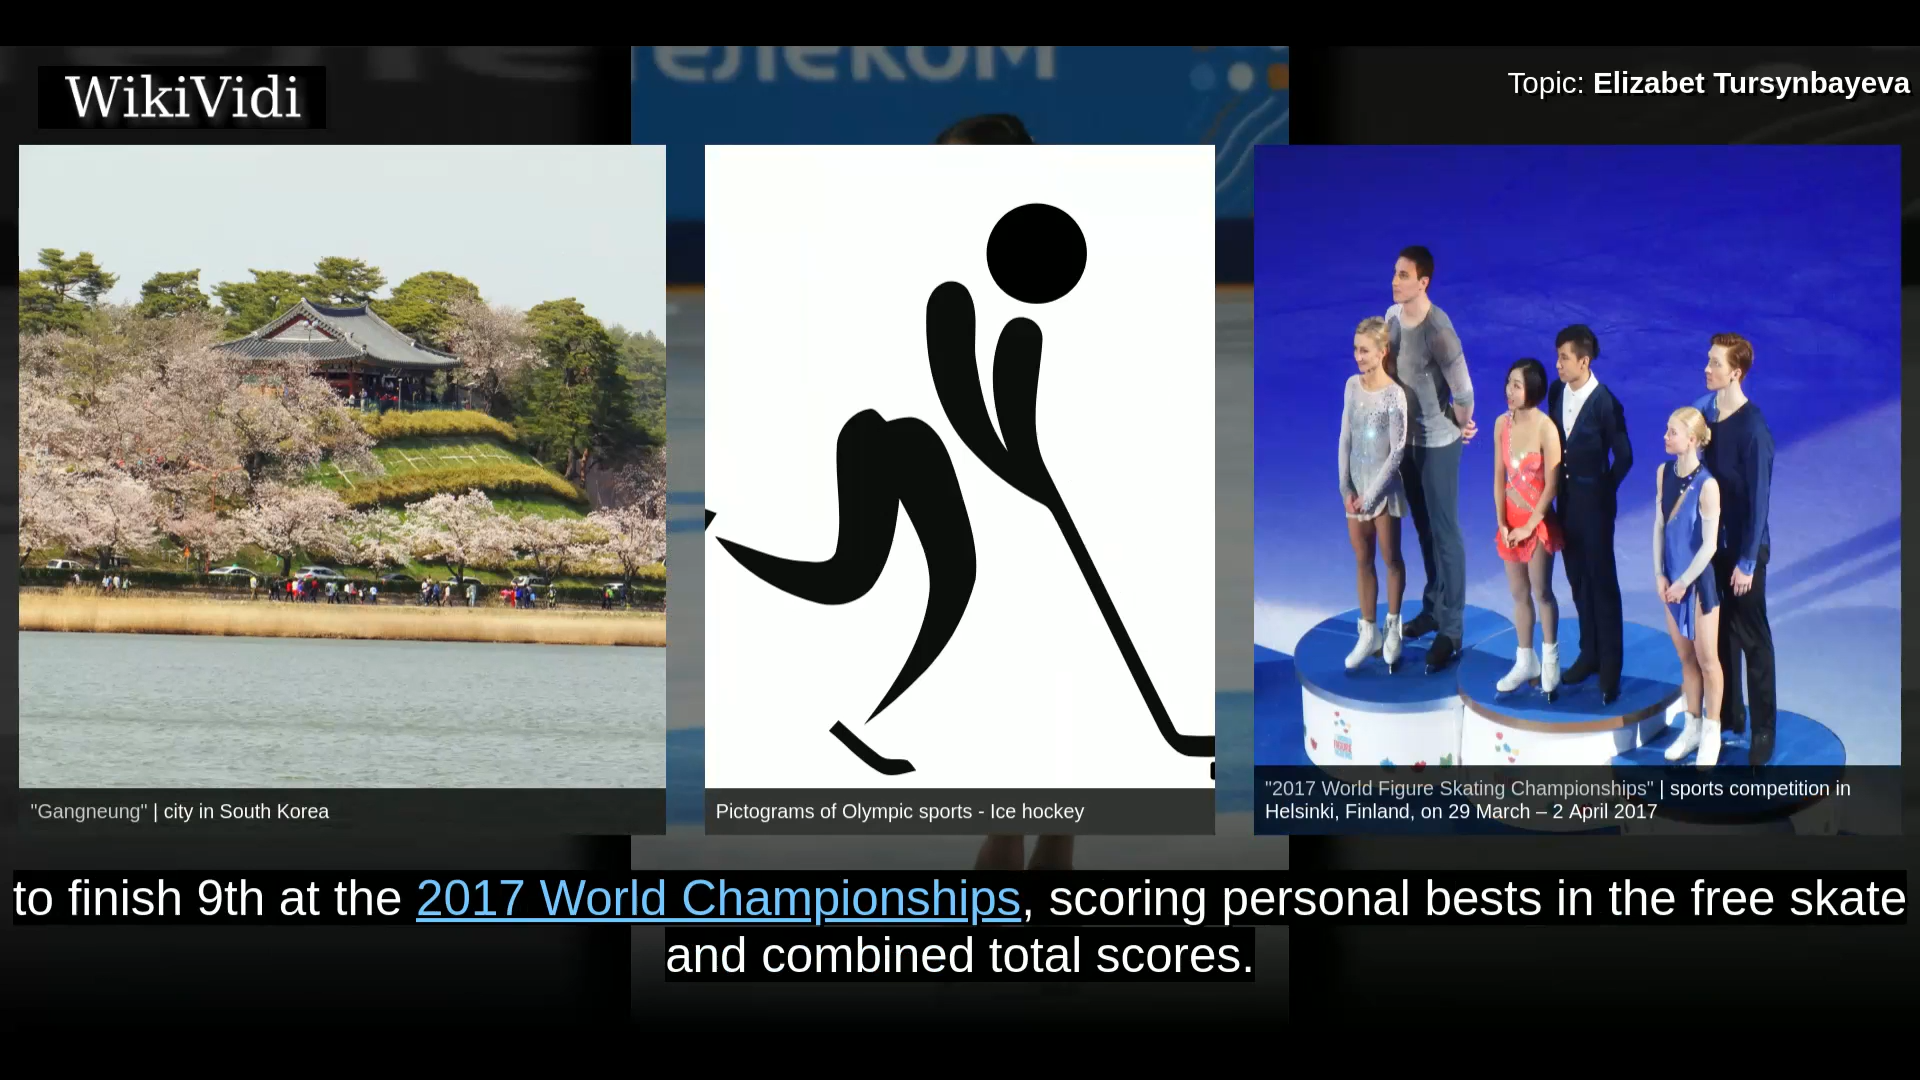 телеком
WikiVidi
Topic: Elizabet Tursynbayeva
"Gangneung" | city in South Korea
Pictograms of Olympic sports - Ice hockey
"2017 World Figure Skating Championships" | sports competition in
Helsinki, Finland, on 29 March – 2 April 2017
to finish 9th at the 2017 World Championships, scoring personal bests in the free skate
and combined total scores.